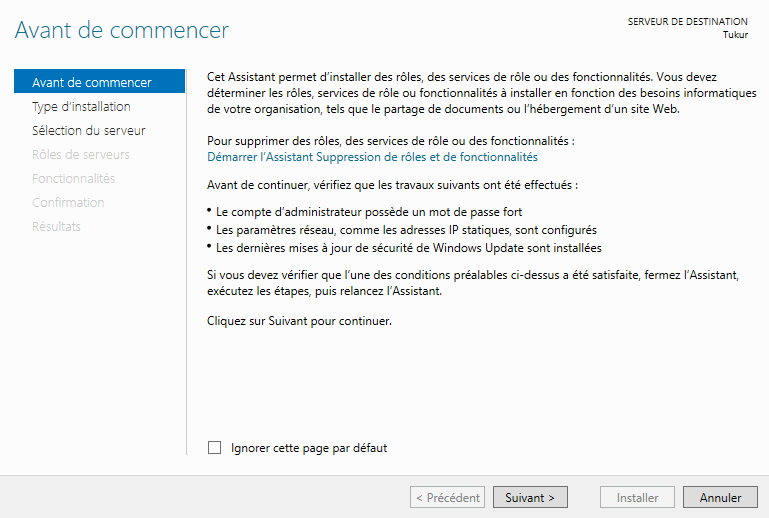 Avant de commencer
SERVEUR DE DESTINATION
Tukur
Avant de commencer
Type d'installation
Sélection du serveur
Rôles de serveurs
Fonctionnalités
Confirmation
Résultats
Cet Assistant permet d'installer des rôles, des services de rôle ou des fonctionnalités. Vous devez
déterminer les rôles, services de rôle ou fonctionnalités à installer en fonction des besoins informatiques
de votre organisation, tels que le partage de documents ou l'hébergement d'un site Web.
Pour supprimer des rôles, des services de rôle ou des fonctionnalités :
Démarrer l'Assistant Suppression de rôles et de fonctionnalités
Avant de continuer, vérifiez que les travaux suivants ont été effectués :
• Le compte d'administrateur possède un mot de passe fort
• Les paramètres réseau, comme les adresses IP statiques, sont configurés
• Les dernières mises à jour de sécurité de Windows Update sont installées
Si vous devez vérifier que l'une des conditions préalables ci-dessus a été satisfaite, fermez l'Assistant,
exécutez les étapes, puis relancez l'Assistant.
Cliquez sur Suivant pour continuer.
Ignorer cette page par défaut
< Précédent
Suivant >
Installer
Annuler